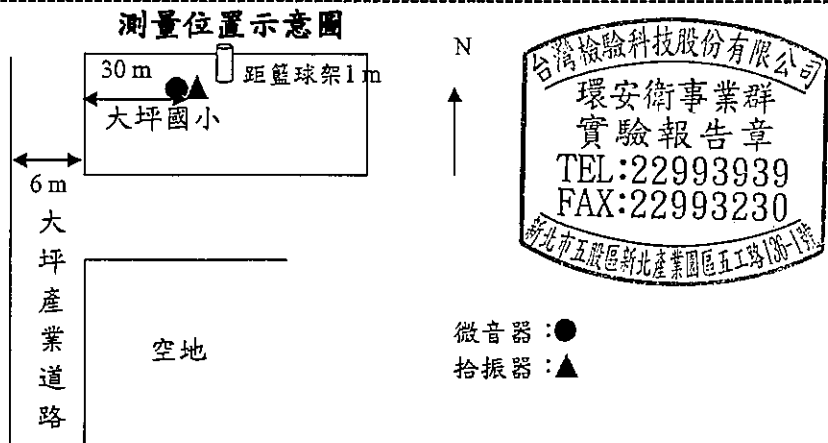 測量位置示意圖
30 m
距籃球架1 m
大坪國小
6 m
大坪產業道路
空地
N
台灣檢驗科技股份有限公司
環安衛事業群
實驗報告章
TEL:22993939
FAX:22993230
新北市五股區新北產業園區五工路136-1號
微音器:●
拾振器:▲